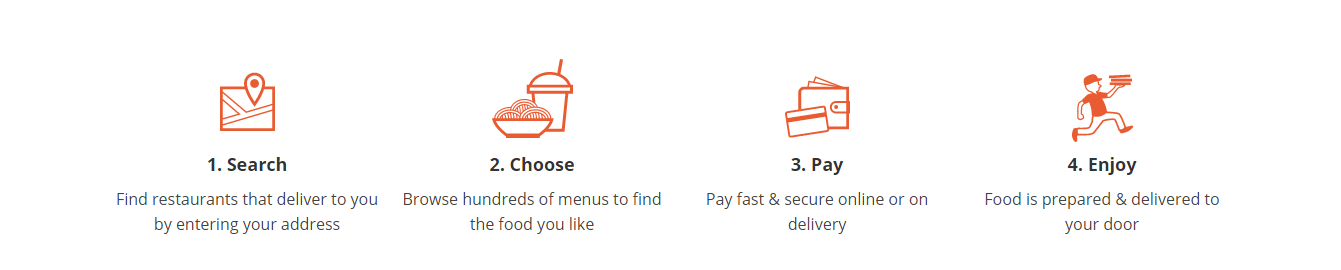 1. Search
Find restaurants that deliver to you
by entering your address
2. Choose
Browse hundreds of menus to find
the food you like
3. Pay
Pay fast & secure online or on
delivery
4. Enjoy
Food is prepared & delivered to
your door